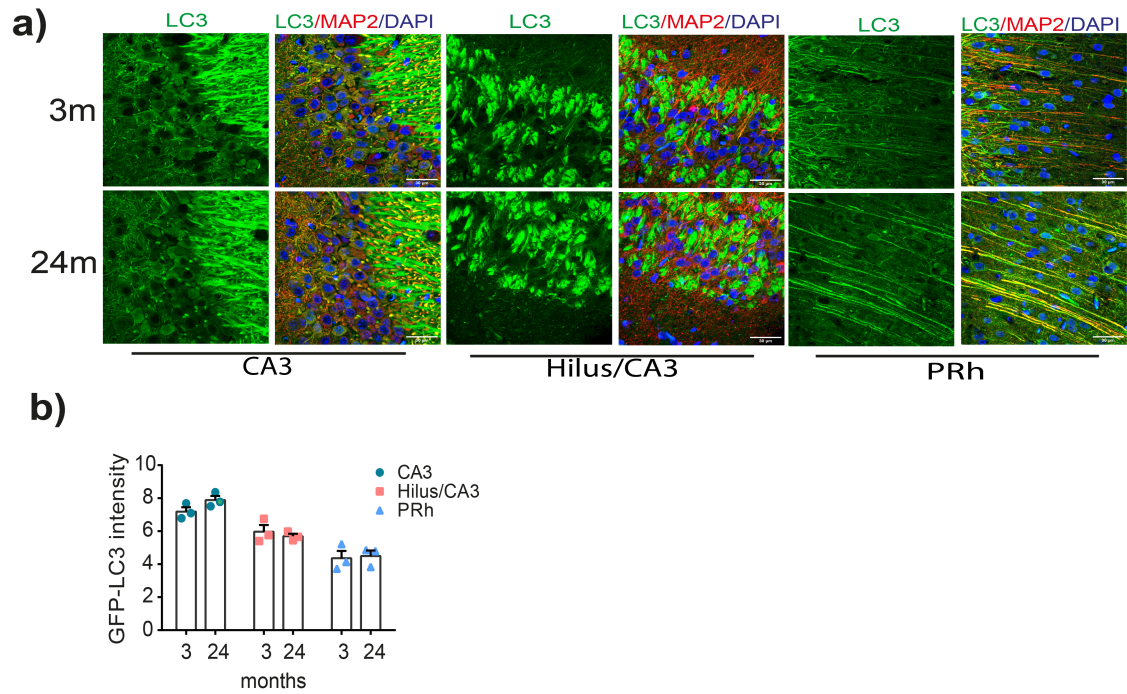 a)
LC3 LC3/MAP2/DAPI LC3 LC3/MAP2/DAPI LC3 LC3/MAP2/DAPI
3m
24m
CA3 Hilus/CA3 PRh
b)
GFP-LC3 intensity
10
8
6
4
2
0
CA3
Hilus/CA3
PRh
3 24 3 24 3 24
months